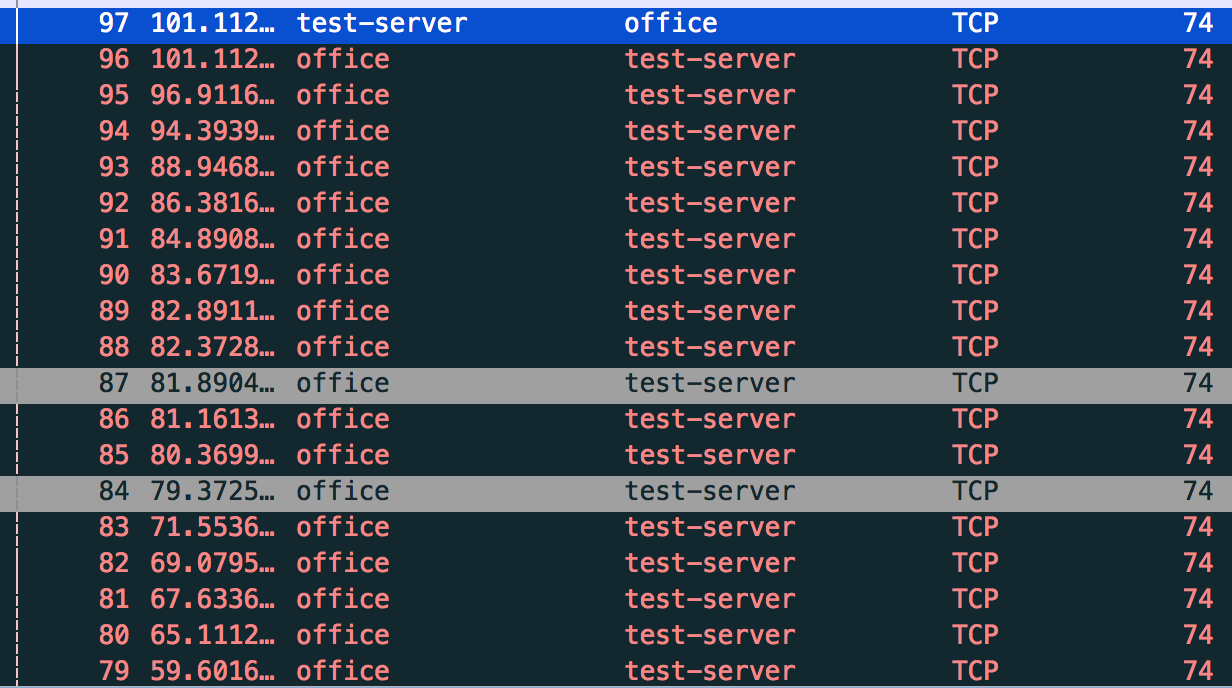 97 101.112… test-server office TCP 74
96 101.112… office test-server TCP 74
95 96.9116… office test-server TCP 74
94 94.3939… office test-server TCP 74
93 88.9468… office test-server TCP 74
92 86.3816… office test-server TCP 74
91 84.8908… office test-server TCP 74
90 83.6719… office test-server TCP 74
89 82.8911… office test-server TCP 74
88 82.3728… office test-server TCP 74
87 81.8904… office test-server TCP 74
86 81.1613… office test-server TCP 74
85 80.3699… office test-server TCP 74
84 79.3725… office test-server TCP 74
83 71.5536… office test-server TCP 74
82 69.0795… office test-server TCP 74
81 67.6336… office test-server TCP 74
80 65.1112… office test-server TCP 74
79 59.6016… office test-server TCP 74